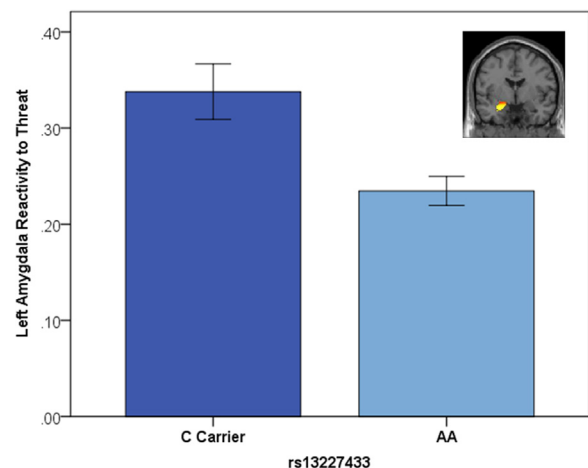 .40
.30
.20
.10
.00
Left Amygdala Reactivity to Threat
C Carrier
AA
rs13227433